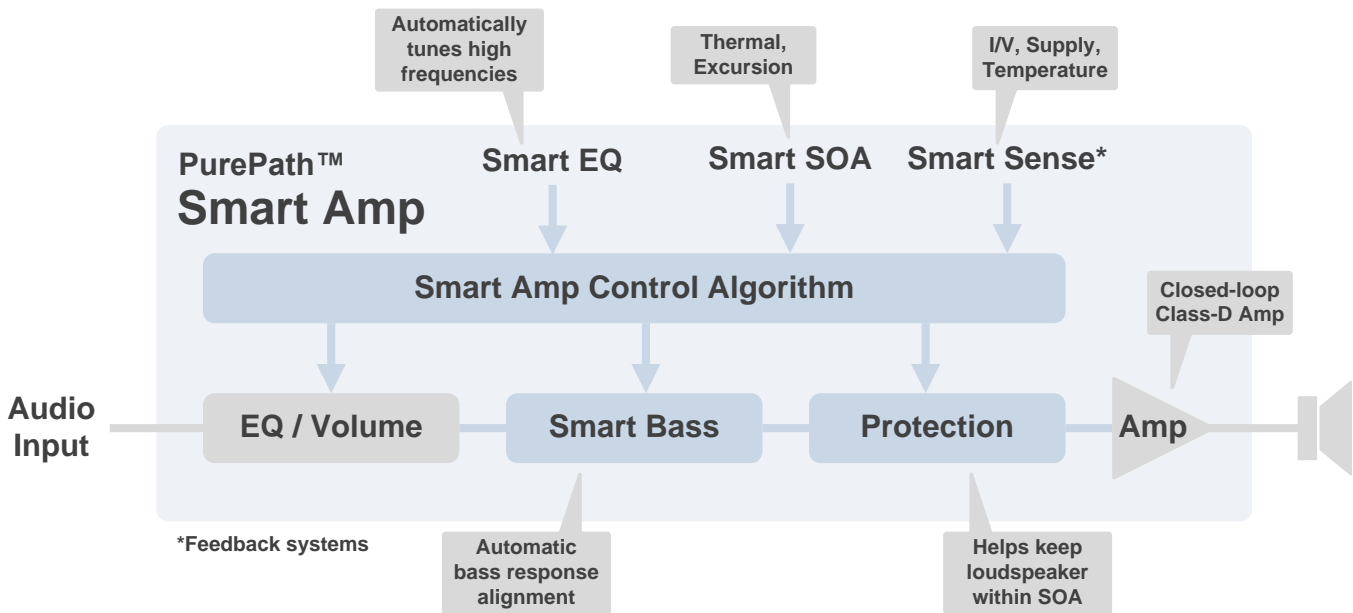 Automatically
tunes high
frequencies
Thermal,
Excursion
I/V, Supply,
Temperature
PurePath™
Smart Amp
Smart EQ
Smart SOA
Smart Sense*
Smart Amp Control Algorithm
Closed-loop
Class-D Amp
Audio
Input
EQ / Volume
Smart Bass
Protection
Amp
*Feedback systems
Automatic
bass response
alignment
Helps keep
loudspeaker
within SOA